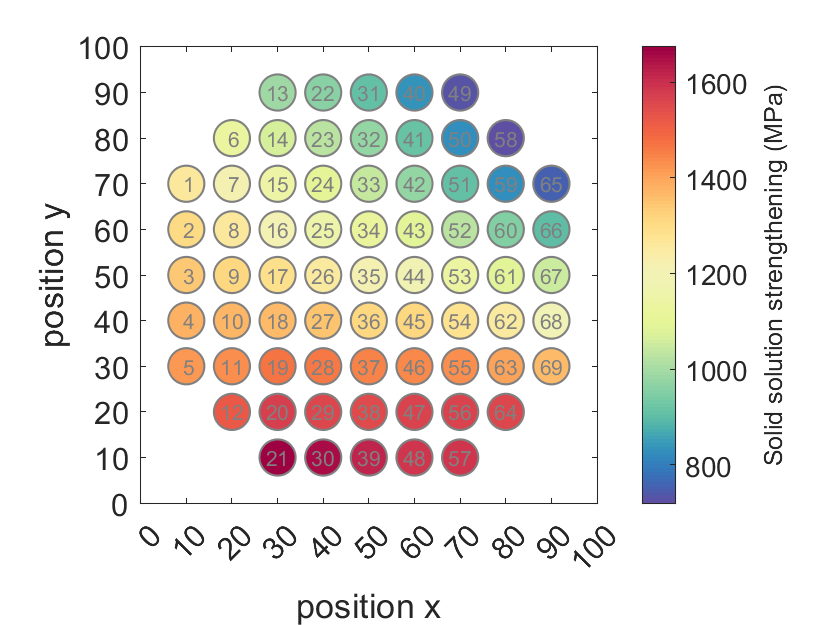 100
90
80
70
60
50
40
30
20
10
0
position y
13 22 31 40 49
6 14 23 32 41 50 58
1 7 15 24 33 42 51 59 65
2 8 16 25 34 43 52 60 66
3 9 17 26 35 44 53 61 67
4 10 18 27 36 45 54 62 68
5 11 19 28 37 46 55 63 69
12 20 29 38 47 56 64
21 30 39 48 57
0 10 20 30 40 50 60 70 80 90 100
position x
1600
1400
1200
1000
800
Solid solution strengthening (MPa)